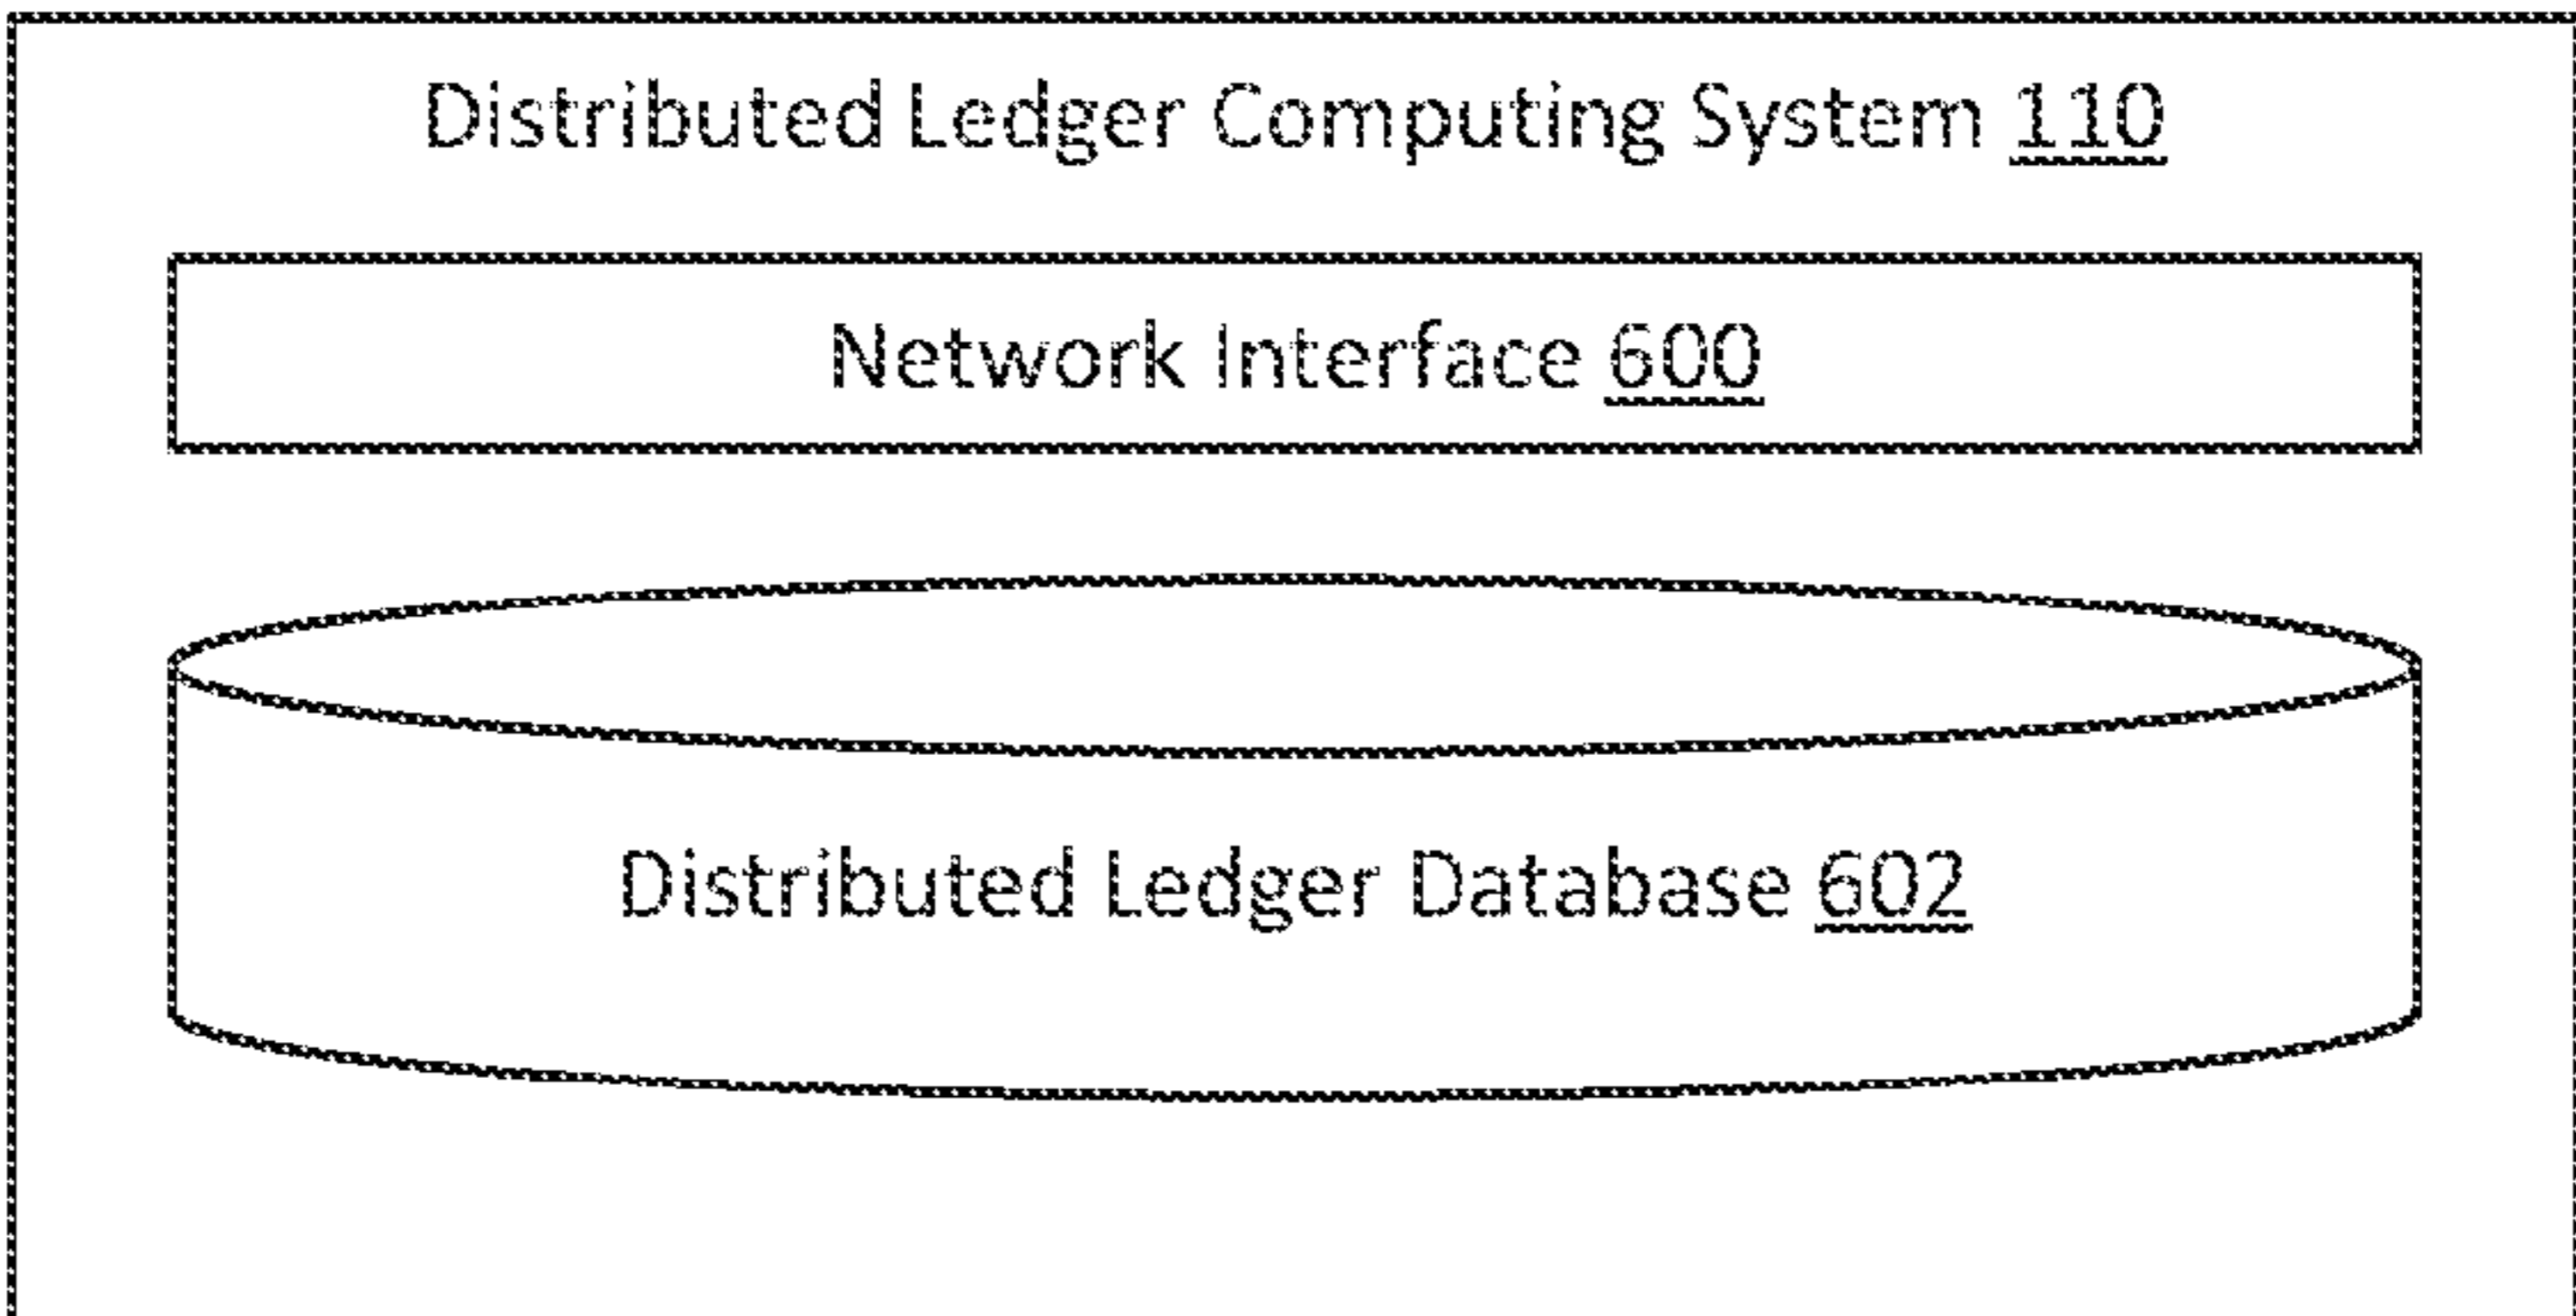 Distributed Ledger Computing System 110
Network Interface 600
Distributed Ledger Database 602